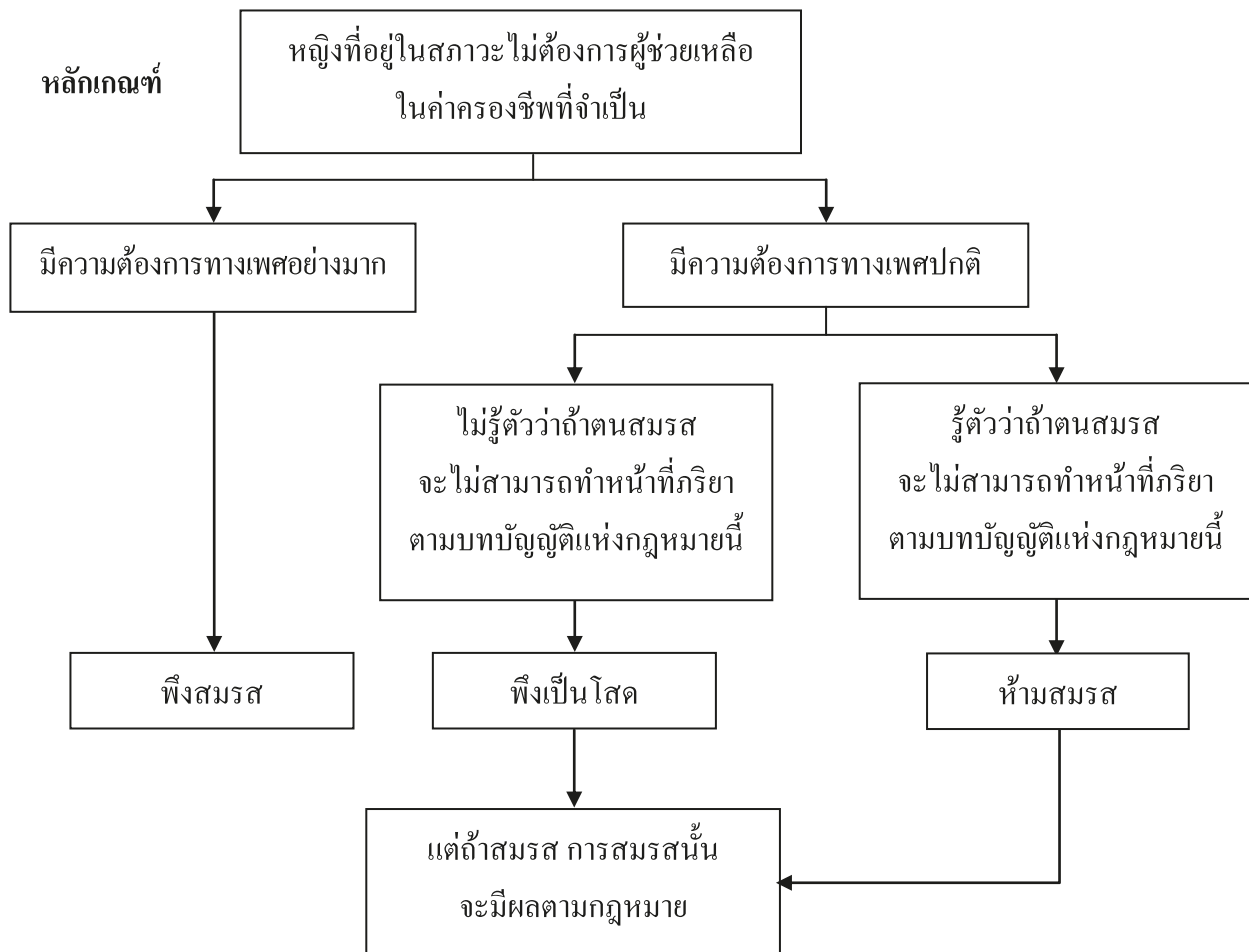 หลักเกณฑ์
หญิงที่อยู่ในสภาวะไม่ต้องการผู้ช่วยเหลือ
ในค่าครองชีพที่จำเป็น
มีความต้องการทางเพศอย่างมาก
มีความต้องการทางเพศปกติ
ไม่รู้ตัวว่าถ้าตนสมรส
จะไม่สามารถทำหน้าที่ภริยา
ตามบทบัญญัติแห่งกฎหมายนี้
รู้ตัวว่าถ้าตนสมรส
จะไม่สามารถทำหน้าที่ภริยา
ตามบทบัญญัติแห่งกฎหมายนี้
พึงสมรส
พึงเป็นโสด
ห้ามสมรส
แต่ถ้าสมรส การสมรสนั้น
จะมีผลตามกฎหมาย